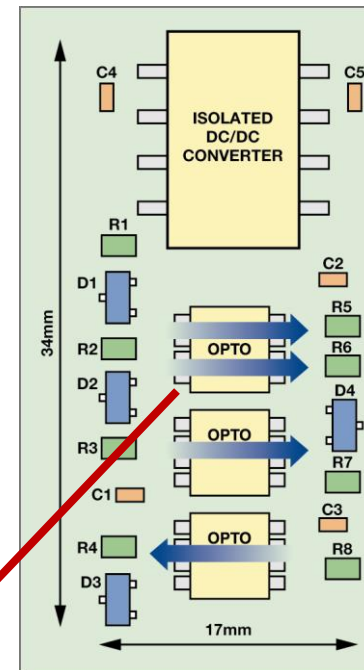 C4
C5
ISOLATED
DC/DC
CONVERTER
R1
C2
D1
R5
34mm
R2
OPTO
R6
D2
D4
R3
OPTO
R7
C1
C3
R4
OPTO
R8
D3
17mm